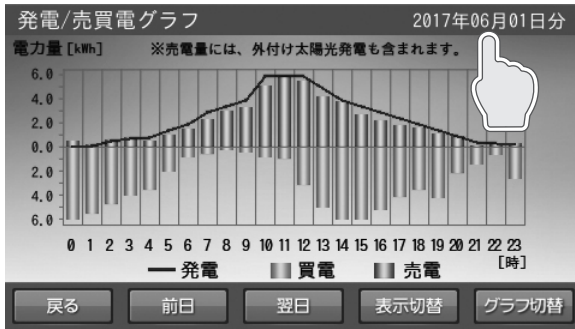 発電/売買電グラフ 2017年06月01日分
電力量[kWh] ※売電量には、外付け太陽光発電も含まれます。
6.0
4.0
2.0
0.0
2.0
4.0
6.0
0 1 2 3 4 5 6 7 8 9 10 11 12 13 14 15 16 17 18 19 20 21 22 23
[時]
発電 買電 売電
戻る 前日 翌日 表示切替 グラフ切替